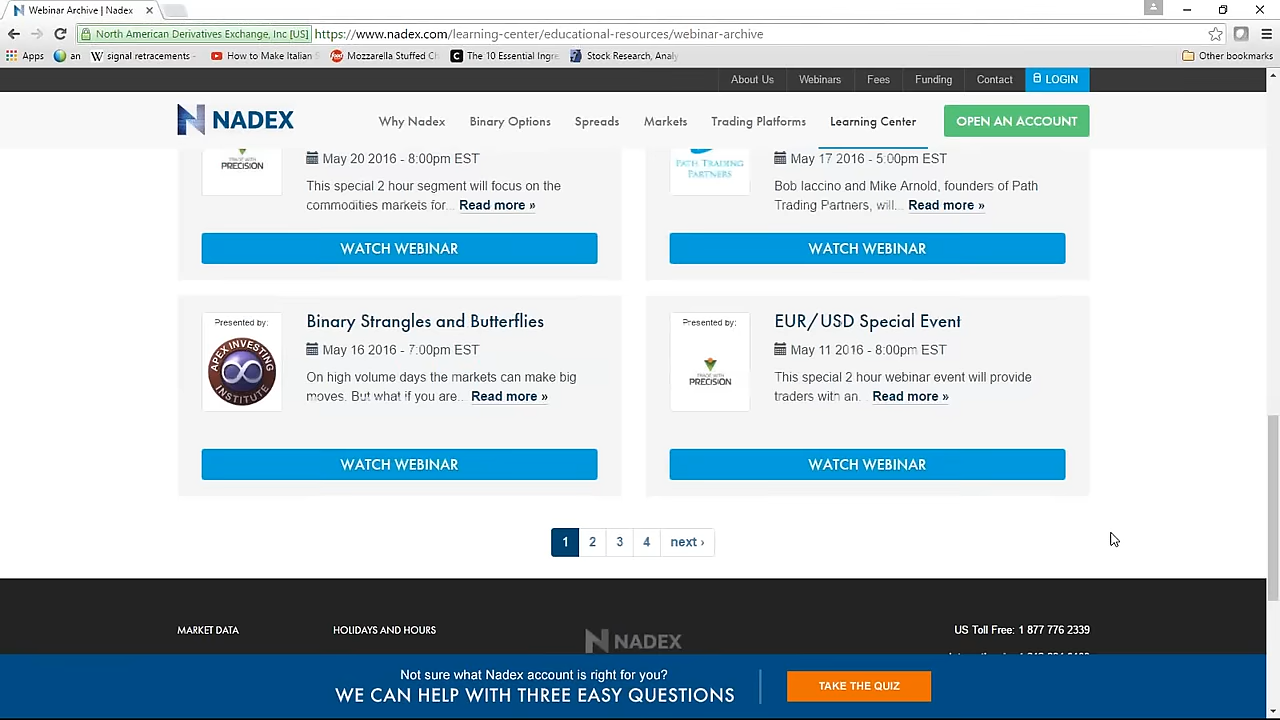 Webinar Archive | Nadex
North American Derivatives Exchange, Inc [US] https://www.nadex.com/learning-center/educational-resources/webinar-archive
Apps an signal retracements - How to Make Italian Mozzarella Stuffed Ch The 10 Essential Ingre Stock Research, Analy Other bookmarks
About Us Webinars Fees Funding Contact LOGIN
NADEX Why Nadex Binary Options Spreads Markets Trading Platforms Learning Center OPEN AN ACCOUNT
TRADE WITH
PRECISION
May 20 2016 - 8:00pm EST
This special 2 hour segment will focus on the
commodities markets for... Read more »
WATCH WEBINAR
PATH TRADING
PARTNERS
May 17 2016 - 5:00pm EST
Bob Iaccino and Mike Arnold, founders of Path
Trading Partners, will... Read more »
WATCH WEBINAR
Presented by:
APEX INVESTING
INSTITUTE
Binary Strangles and Butterflies
May 16 2016 - 7:00pm EST
On high volume days the markets can make big
moves. But what if you are... Read more »
WATCH WEBINAR
Presented by:
TRADE WITH
PRECISION
EUR/USD Special Event
May 11 2016 - 8:00pm EST
This special 2 hour webinar event will provide
traders with an... Read more »
WATCH WEBINAR
1 2 3 4 next ›
MARKET DATA HOLIDAYS AND HOURS NADEX US Toll Free: 1 877 776 2339
Not sure what Nadex account is right for you?
WE CAN HELP WITH THREE EASY QUESTIONS
TAKE THE QUIZ